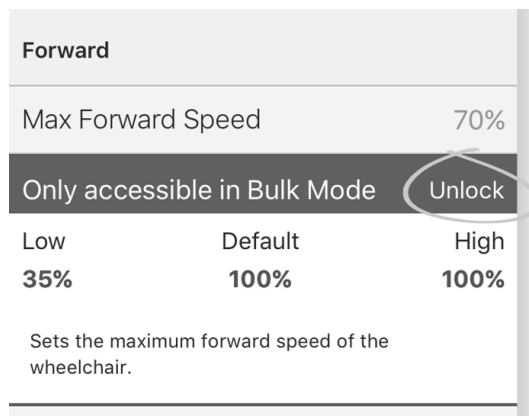 Forward
Max Forward Speed 70%
Only accessible in Bulk Mode Unlock
Low Default High
35% 100% 100%
Sets the maximum forward speed of the
wheelchair.